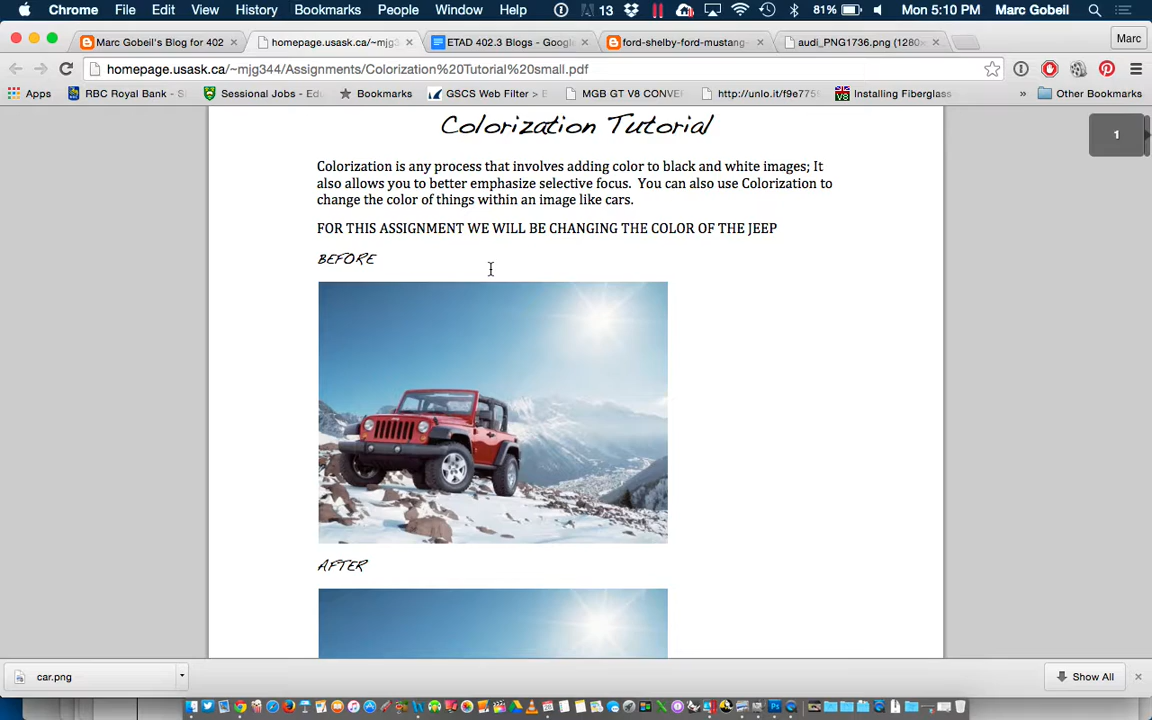 Chrome File Edit View History Bookmarks People Window Help 13 81% Mon 5:10 PM Marc Gobeil
Marc Gobeil's Blog for 402 homepage.usask.ca/~mjg3 ETAD 402.3 Blogs - Google ford-shelby-ford-mustang- audi_PNG1736.png (1280× Marc
homepage.usask.ca/~mjg344/Assignments/Colorization%20Tutorial%20small.pdf
Apps RBC Royal Bank - S Sessional Jobs - Edu Bookmarks GSCS Web Filter > E MGB GT V8 CONVE http://unlo.it/f9e775 Installing Fiberglass » Other Bookmarks
1
Colorization Tutorial
Colorization is any process that involves adding color to black and white images; It
also allows you to better emphasize selective focus. You can also use Colorization to
change the color of things within an image like cars.
FOR THIS ASSIGNMENT WE WILL BE CHANGING THE COLOR OF THE JEEP
BEFORE
AFTER
car.png Show All